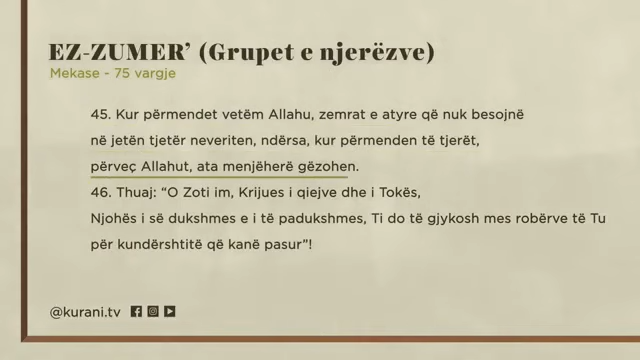 EZ-ZUMER’ (Grupet e njerëzve)
Mekase - 75 vargje
45. Kur përmendet vetëm Allahu, zemrat e atyre që nuk besojnë
në jetën tjetër neveriten, ndërsa, kur përmenden të tjerët,
përveç Allahut, ata menjëherë gëzohen.
46. Thuaj: “O Zoti im, Krijues i qiejve dhe i Tokës,
Njohës i së dukshmes e i të padukshmes, Ti do të gjykosh mes robërve të Tu
për kundërshtitë që kanë pasur”!
@kurani.tv